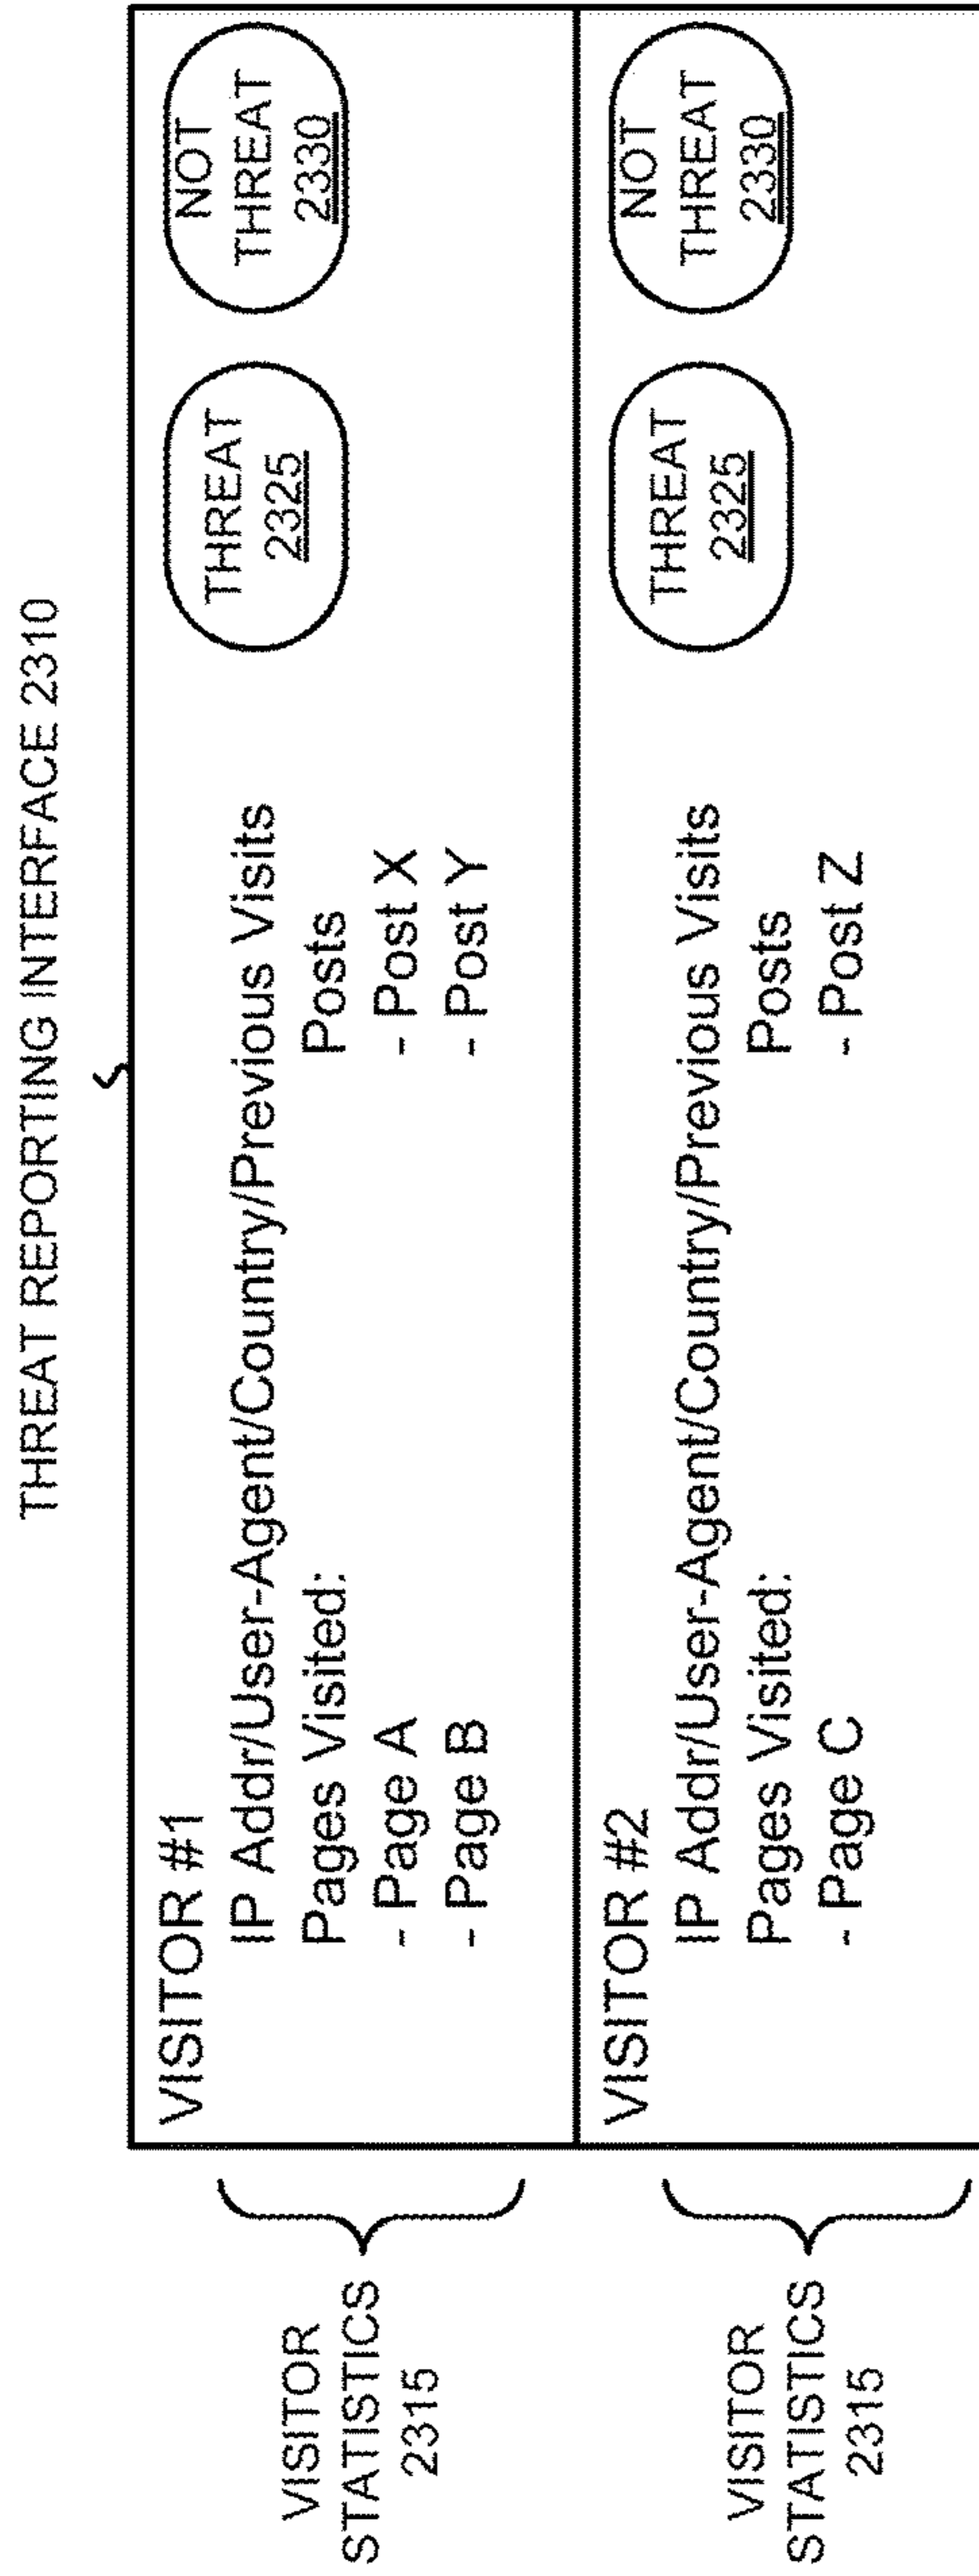 THREAT REPORTING INTERFACE 2310
VISITOR #1
IP Addr/User-Agent/Country/Previous Visits
Pages Visited: Posts
- Page A - Post X
- Page B - Post Y
THREAT
2325
NOT
THREAT
2330
VISITOR
STATISTICS
2315
VISITOR #2
IP Addr/User-Agent/Country/Previous Visits
Pages Visited: Posts
- Page C - Post Z
THREAT
2325
NOT
THREAT
2330
VISITOR
STATISTICS
2315